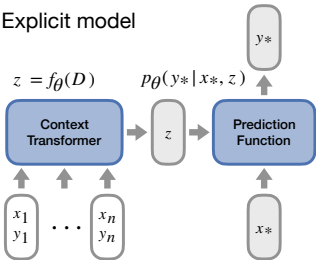 Explicit model
y*
z = fθ(D)
pθ(y* | x*, z)
Context
Transformer
z
Prediction
Function
x1
y1
· · ·
xn
yn
x*